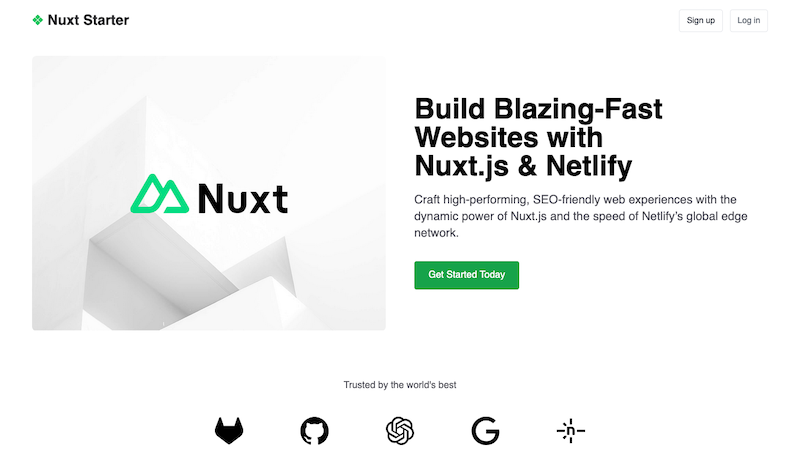 Nuxt Starter
Sign up
Log in
Nuxt
Build Blazing-Fast
Websites with
Nuxt.js & Netlify
Craft high-performing, SEO-friendly web experiences with the
dynamic power of Nuxt.js and the speed of Netlify's global edge
network.
Get Started Today
Trusted by the world's best